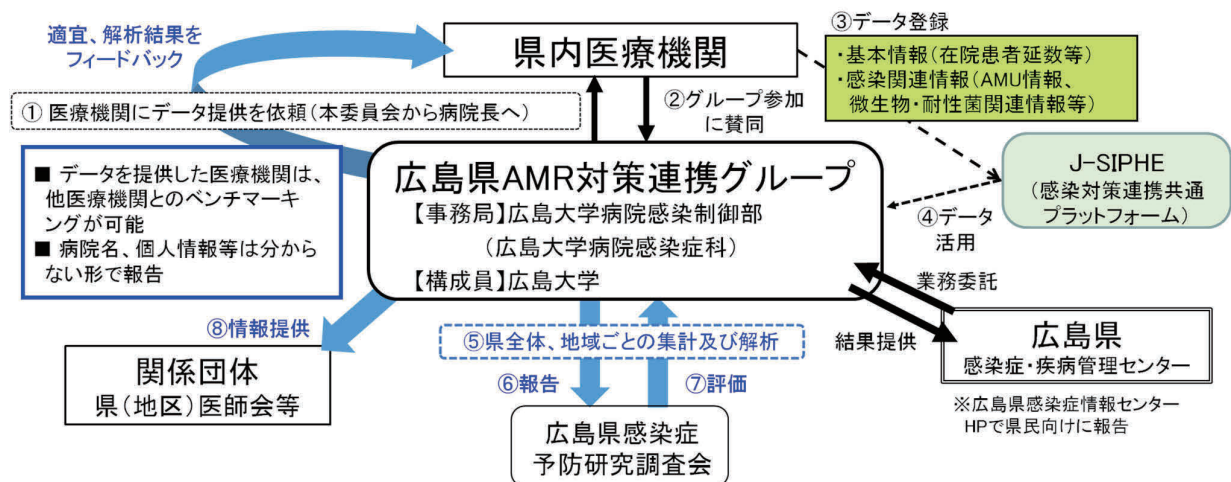 適宜、解析結果を
フィードバック
県内医療機関
③データ登録
・基本情報(在院患者延数等)
・感染関連情報(AMU情報、
微生物・耐性菌関連情報等)
① 医療機関にデータ提供を依頼(本委員会から病院長へ)
②グループ参加
に賛同
■ データを提供した医療機関は、
他医療機関とのベンチマーキ
ングが可能
■ 病院名、個人情報等は分から
ない形で報告
広島県AMR対策連携グループ
【事務局】広島大学病院感染制御部
(広島大学病院感染症科)
【構成員】広島大学
J-SIPHE
(感染対策連携共通
プラットフォーム)
④データ
活用
業務委託
⑧情報提供
⑤県全体、地域ごとの集計及び解析
結果提供
広島県
感染症・疾病管理センター
関係団体
県(地区)医師会等
⑥報告
⑦評価
※広島県感染症情報センター
HPで県民向けに報告
広島県感染症
予防研究調査会